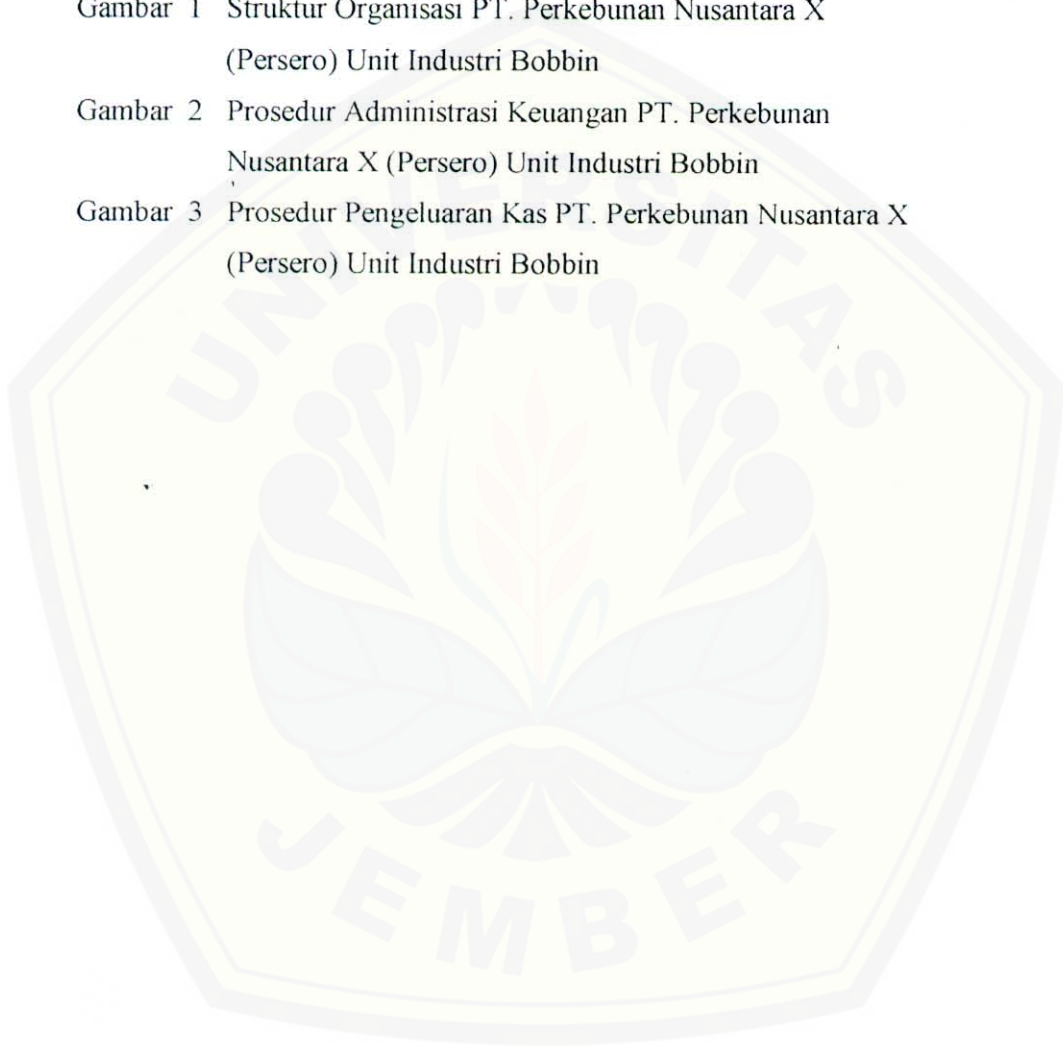 Gambar 1 Struktur Organisasi PT. Perkebunan Nusantara X
(Persero) Unit Industri Bobbin
Gambar 2 Prosedur Administrasi Keuangan PT. Perkebunan
Nusantara X (Persero) Unit Industri Bobbin
Gambar 3 Prosedur Pengeluaran Kas PT. Perkebunan Nusantara X
(Persero) Unit Industri Bobbin
UNIVERSITAS
JEMBER